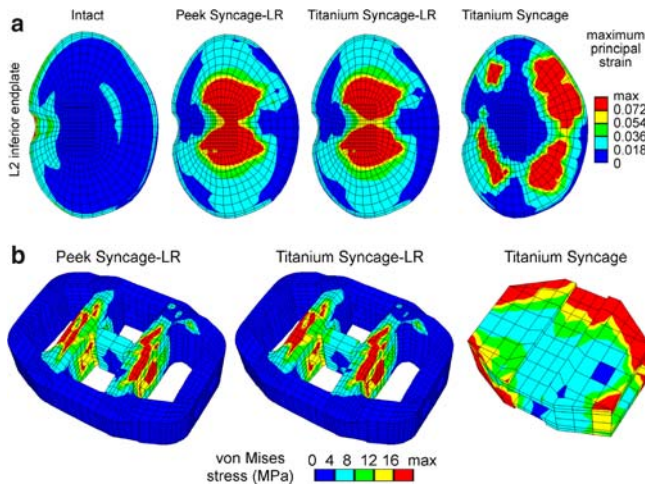 a
Intact
Peek Syncage-LR
Titanium Syncage-LR
Titanium Syncage
L2 inferior endplate
maximum
principal
strain
max
0.072
0.054
0.036
0.018
0
b
Peek Syncage-LR
Titanium Syncage-LR
Titanium Syncage
von Mises
stress (MPa)
0 4 8 12 16 max